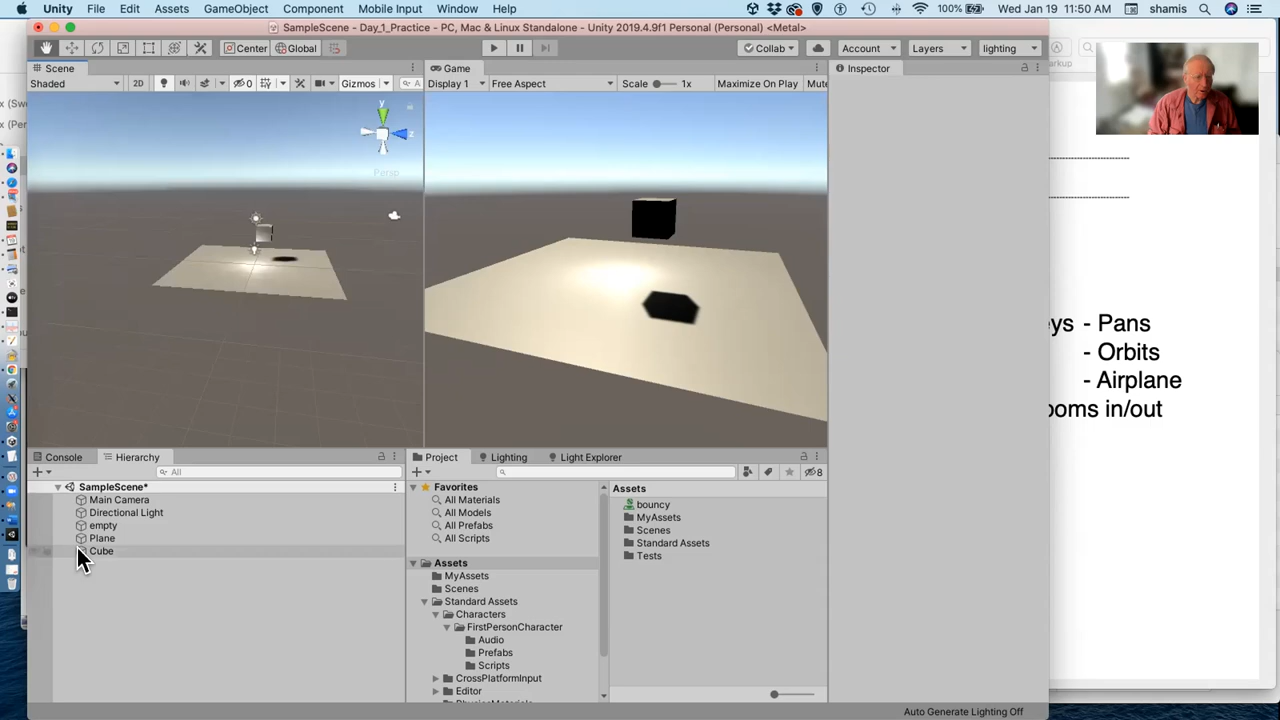 Unity File Edit Assets GameObject Component Mobile Input Window Help 100% Wed Jan 19 11:50 AM shamis
SampleScene - Day_1_Practice - PC, Mac & Linux Standalone - Unity 2019.4.9f1 Personal (Personal) <Metal>
Center Global Collab Account Layers lighting
Scene Game Inspector
Shaded 2D 0 Gizmos A Display 1 Free Aspect Scale 1x Maximize On Play Mute
y
z
Persp
eys - Pans
- Orbits
- Airplane
ooms in/out
Console Hierarchy Project Lighting Light Explorer
All 8
SampleScene* Favorites Assets
Main Camera All Materials bouncy
Directional Light All Models MyAssets
empty All Prefabs Scenes
Plane All Scripts Standard Assets
Cube Tests
Assets
MyAssets
Scenes
Standard Assets
Characters
FirstPersonCharacter
Audio
Prefabs
Scripts
CrossPlatformInput
Editor
Auto Generate Lighting Off